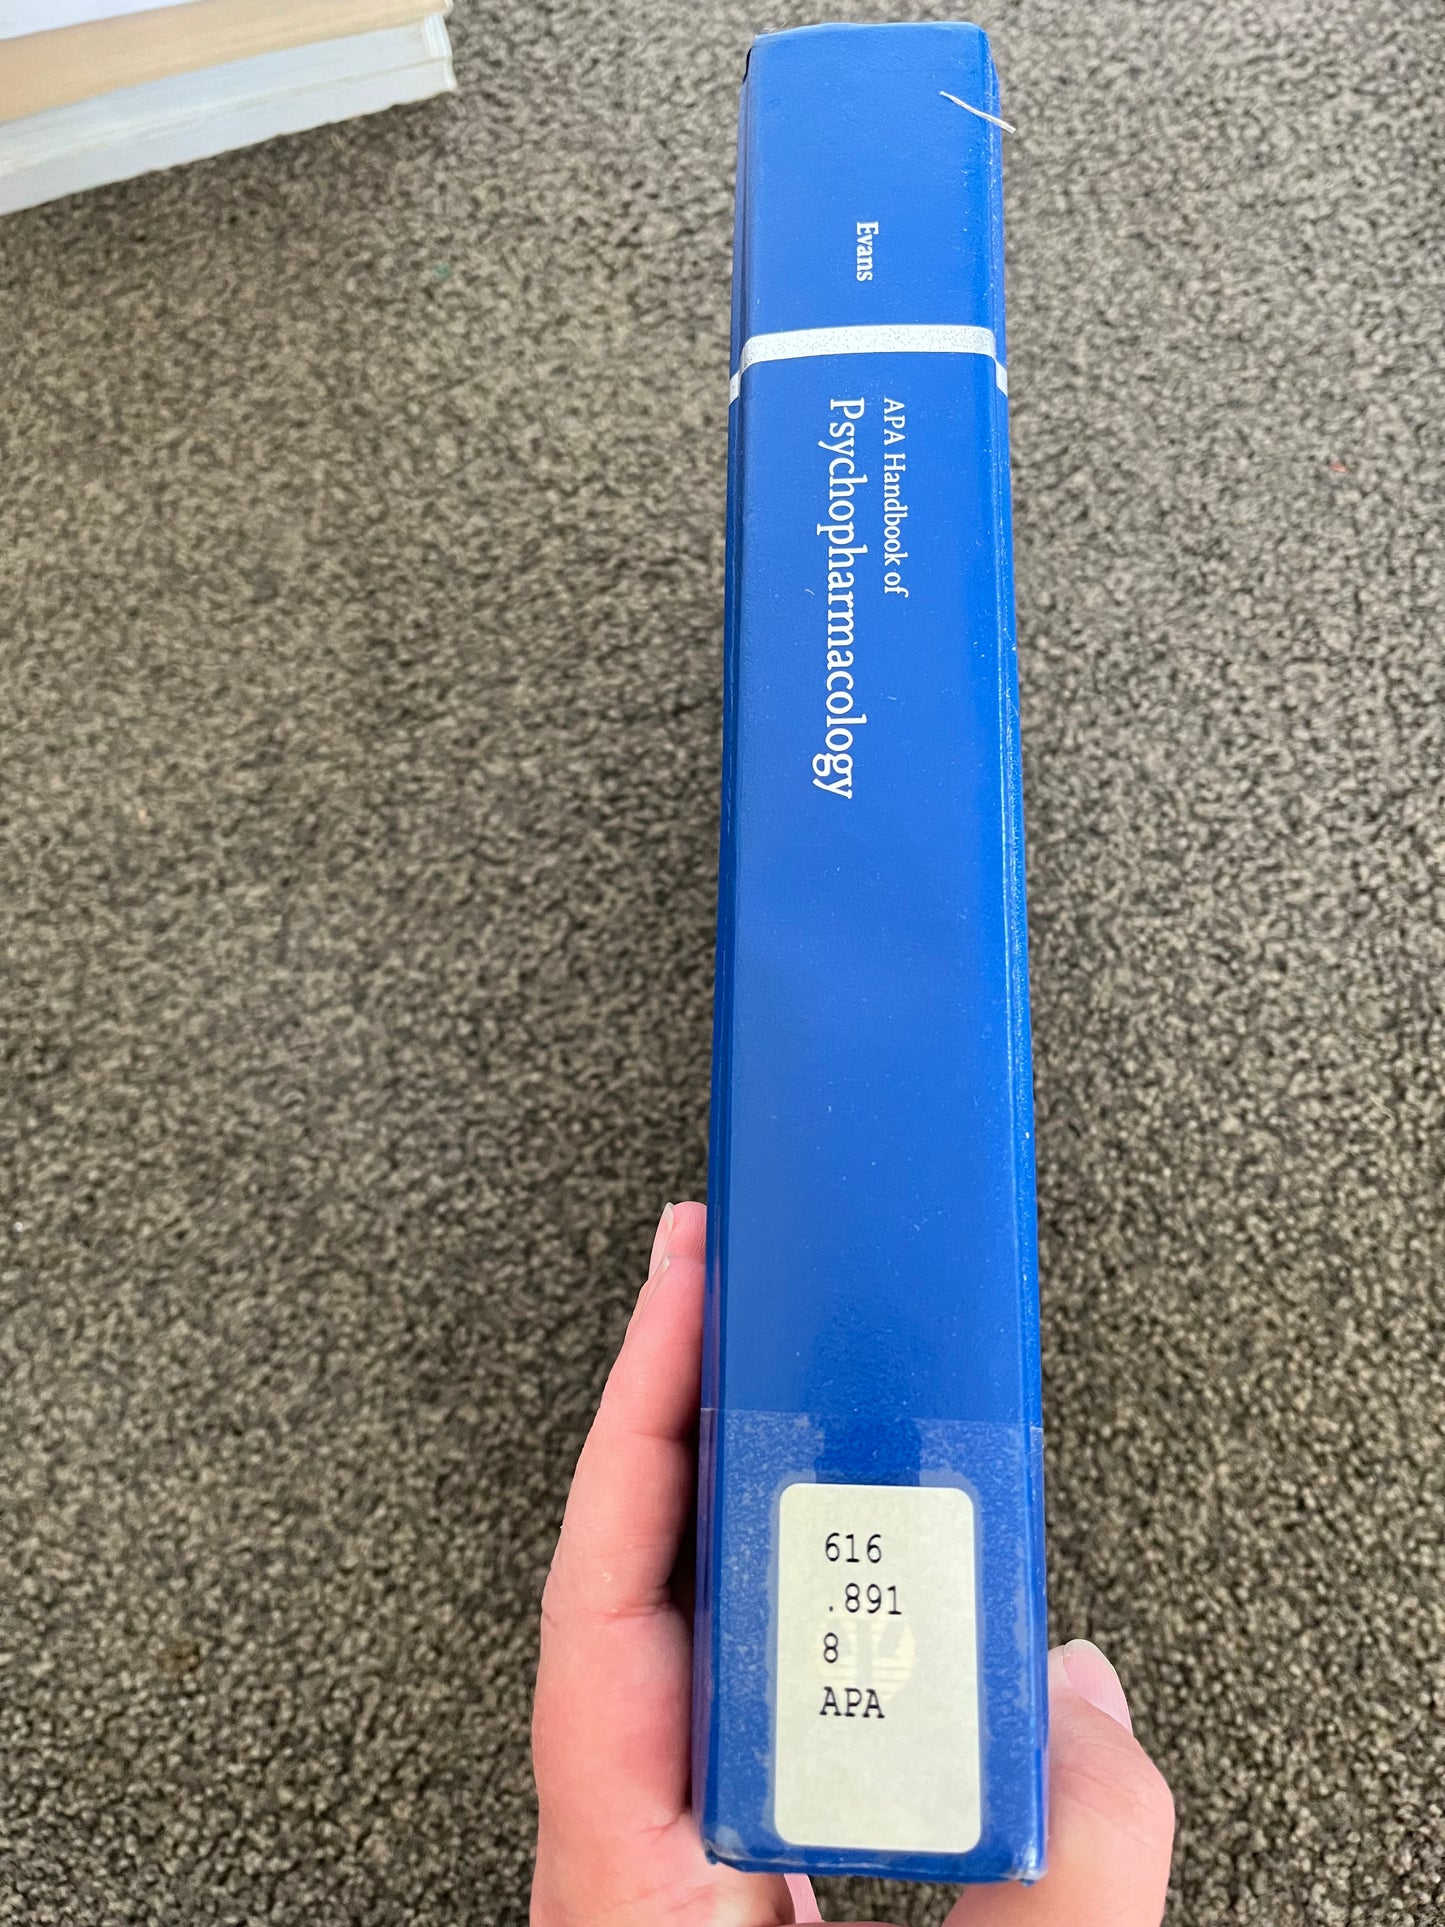 Evans
APA Handbook of
Psychopharmacology
616
.891
8
APA